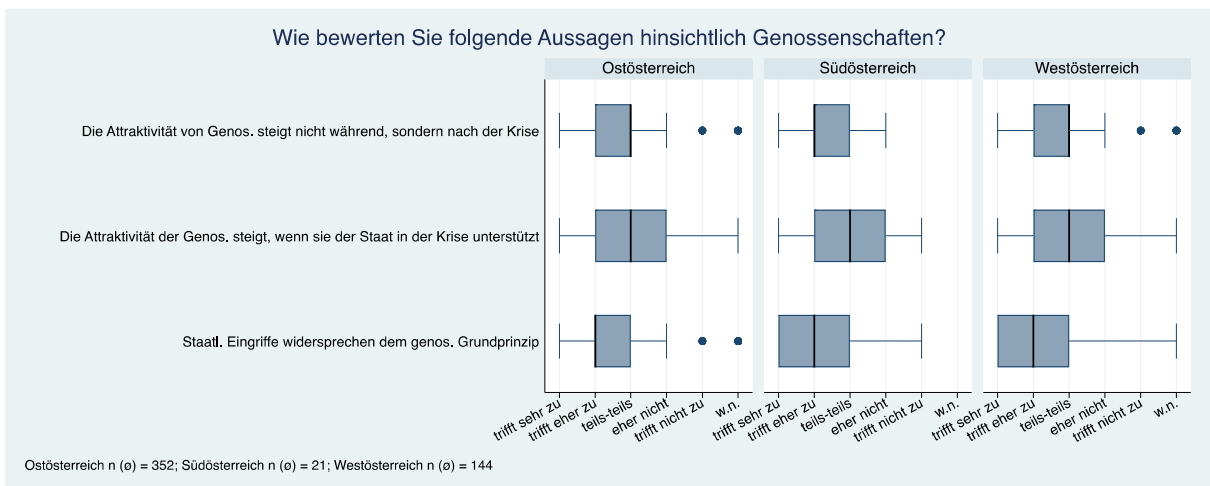 Wie bewerten Sie folgende Aussagen hinsichtlich Genossenschaften?
Ostösterreich
Südösterreich
Westösterreich
Die Attraktivität von Genos. steigt nicht während, sondern nach der Krise
Die Attraktivität der Genos. steigt, wenn sie der Staat in der Krise unterstützt
Staatl. Eingriffe widersprechen dem genos. Grundprinzip
trifft sehr zu
trifft eher zu
teils-teils
eher nicht
trifft nicht zu
w.n.
trifft sehr zu
trifft eher zu
teils-teils
eher nicht
trifft nicht zu
w.n.
trifft sehr zu
trifft eher zu
teils-teils
eher nicht
trifft nicht zu
w.n.
Ostösterreich n (ø) = 352; Südösterreich n (ø) = 21; Westösterreich n (ø) = 144